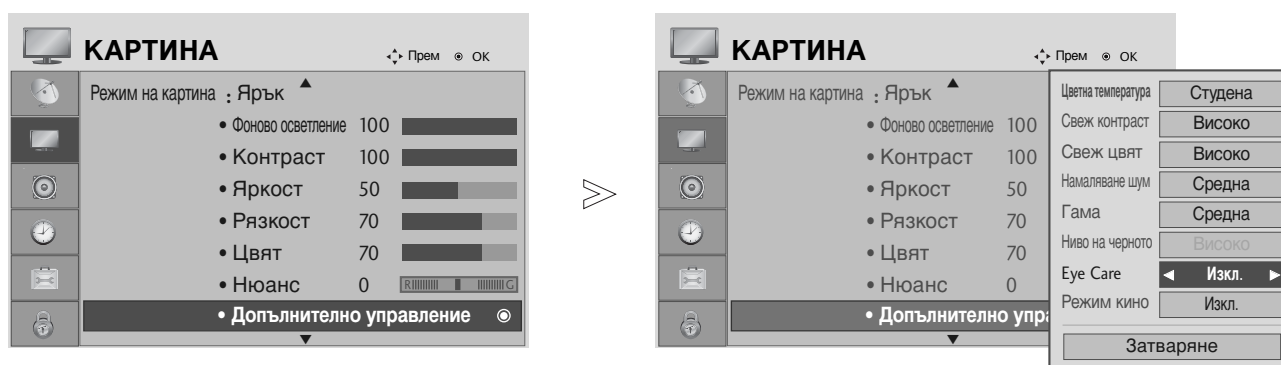 КАРТИНА
Прем OK
Режим на картина : Ярък
• Фоново осветление 100
• Контраст 100
• Яркост 50
• Рязкост 70
• Цвят 70
• Нюанс 0 R G
• Допълнително управление
КАРТИНА
Прем OK
Режим на картина : Ярък
• Фоново осветление 100
• Контраст 100
• Яркост 50
• Рязкост 70
• Цвят 70
• Нюанс 0
• Допълнително упра
Цветна температура Студена
Свеж контраст Високо
Свеж цвят Високо
Намаляване шум Средна
Гама Средна
Ниво на черното Високо
Eye Care Изкл.
Режим кино Изкл.
Затваряне